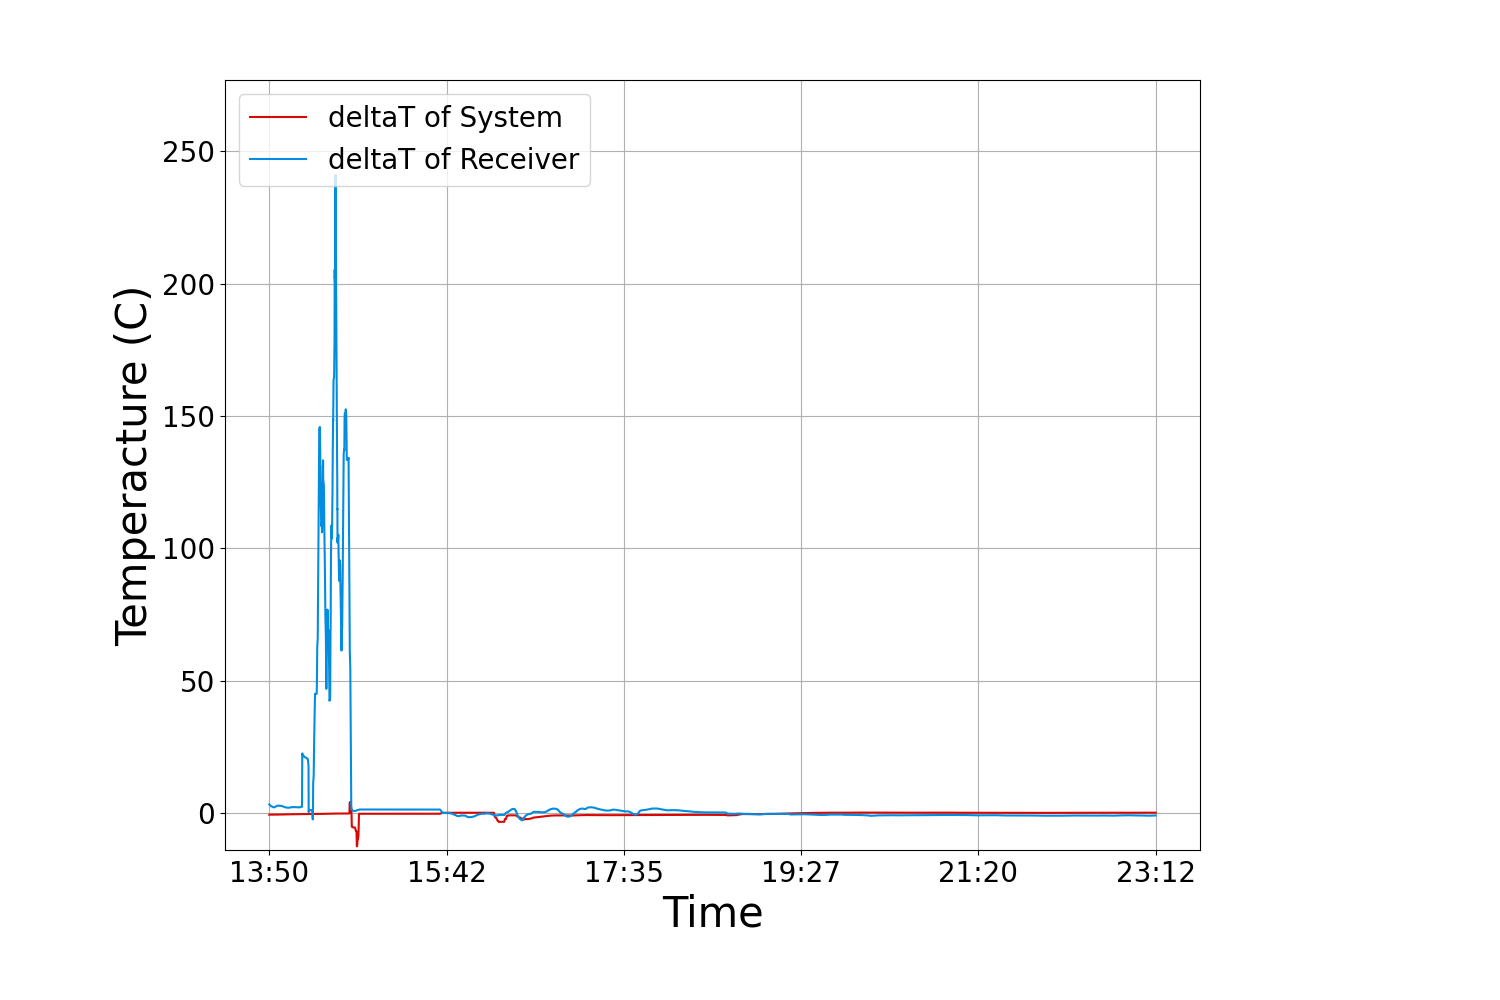 deltaT of System
deltaT of Receiver
Temperacture (C)
250
200
150
100
50
0
13:50 15:42 17:35 19:27 21:20 23:12
Time